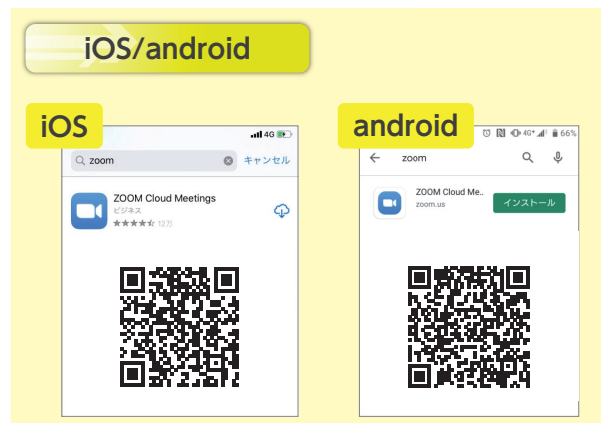 iOS/android
iOS
4G
zoom
キャンセル
ZOOM Cloud Meetings
ビジネス
12万
android
4G+ 66%
zoom
ZOOM Cloud Me..
zoom.us
インストール